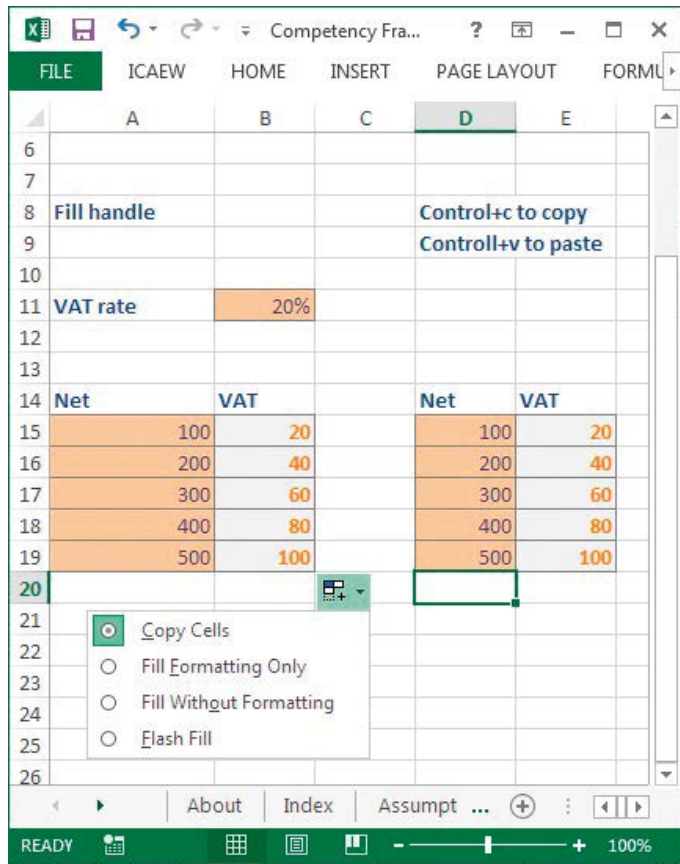 Competency Fra... ?
FILE ICAEW HOME INSERT PAGE LAYOUT FORMU
A B C D E
6
7
8 Fill handle Control+c to copy
9 Controll+v to paste
10
11 VAT rate 20%
12
13
14 Net VAT Net VAT
15 100 20 100 20
16 200 40 200 40
17 300 60 300 60
18 400 80 400 80
19 500 100 500 100
20
21 Copy Cells
22 Fill Formatting Only
23 Fill Without Formatting
24
25 Flash Fill
26
About Index Assumpt ...
READY 100%